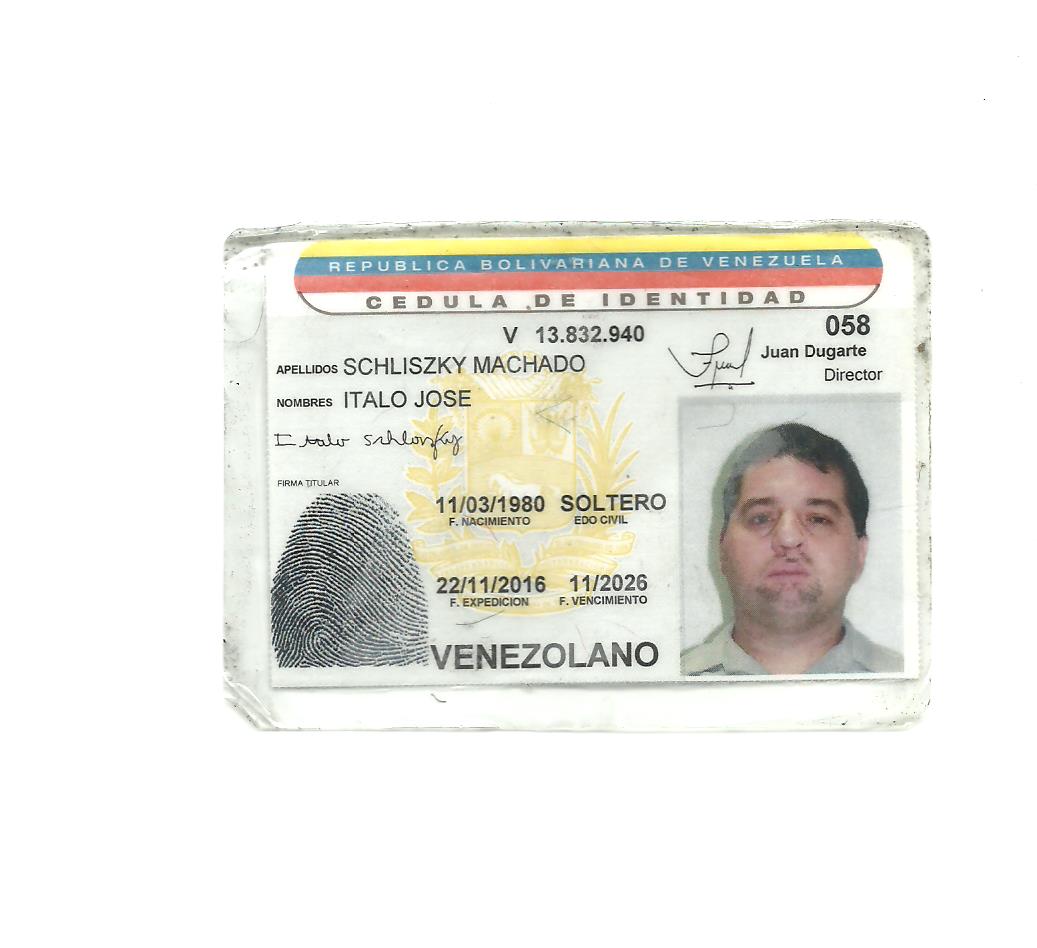 REPUBLICA BOLIVARIANA DE VENEZUELA
CEDULA DE IDENTIDAD
V 13.832.940
058
Juan Dugarte
Director
APELLIDOS SCHLISZKY MACHADO
NOMBRES ITALO JOSE
Italo Schliszky
FIRMA TITULAR
11/03/1980 SOLTERO
F. NACIMIENTO EDO CIVIL
22/11/2016 11/2026
F. EXPEDICION F. VENCIMIENTO
VENEZOLANO